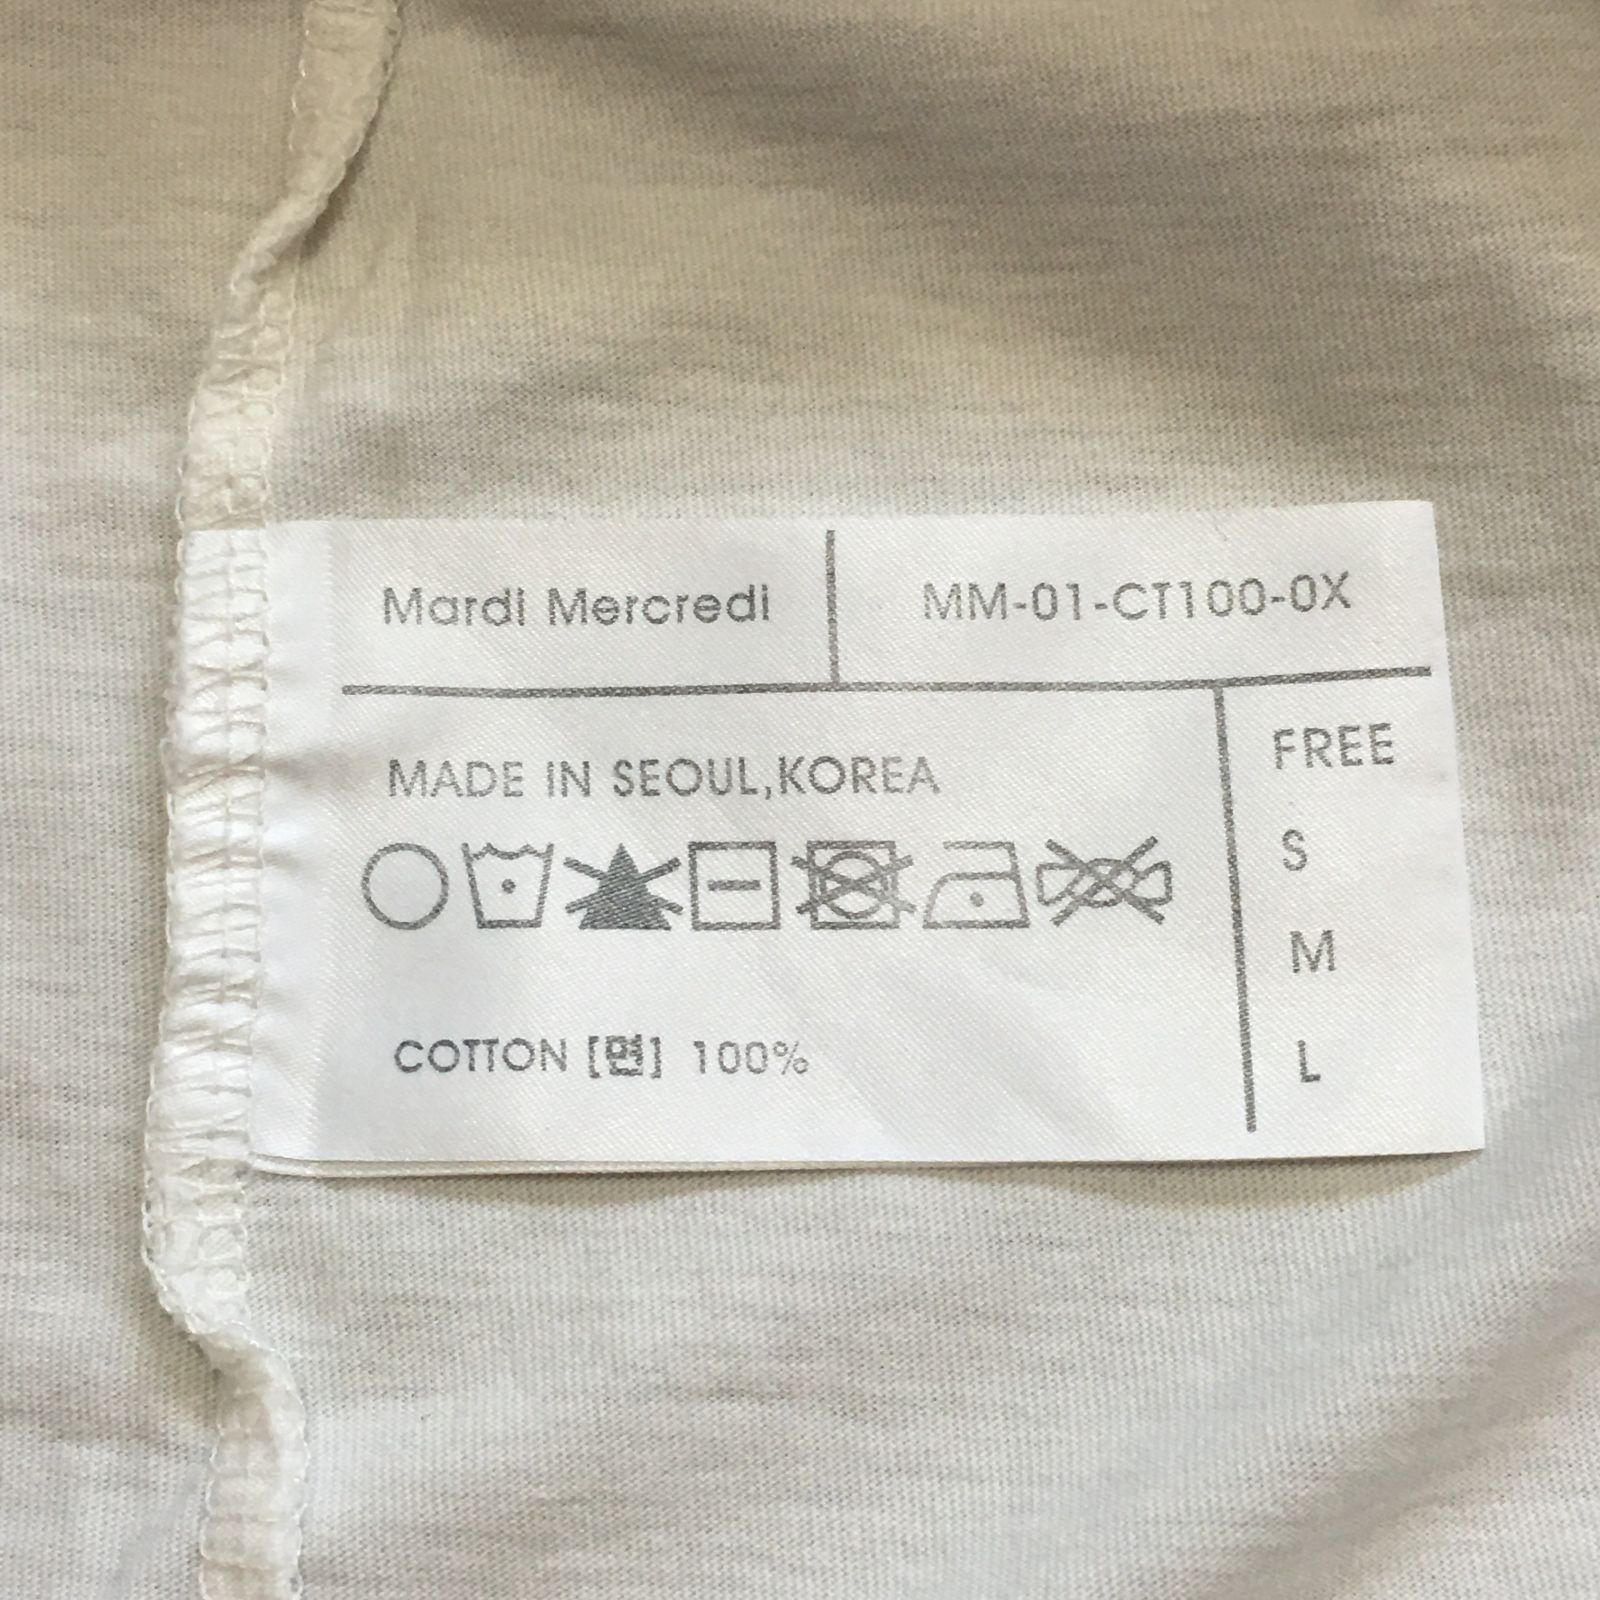 Mardi Mercredi
MM-01-CT100-0X
MADE IN SEOUL,KOREA
FREE
S
M
L
COTTON [면] 100%